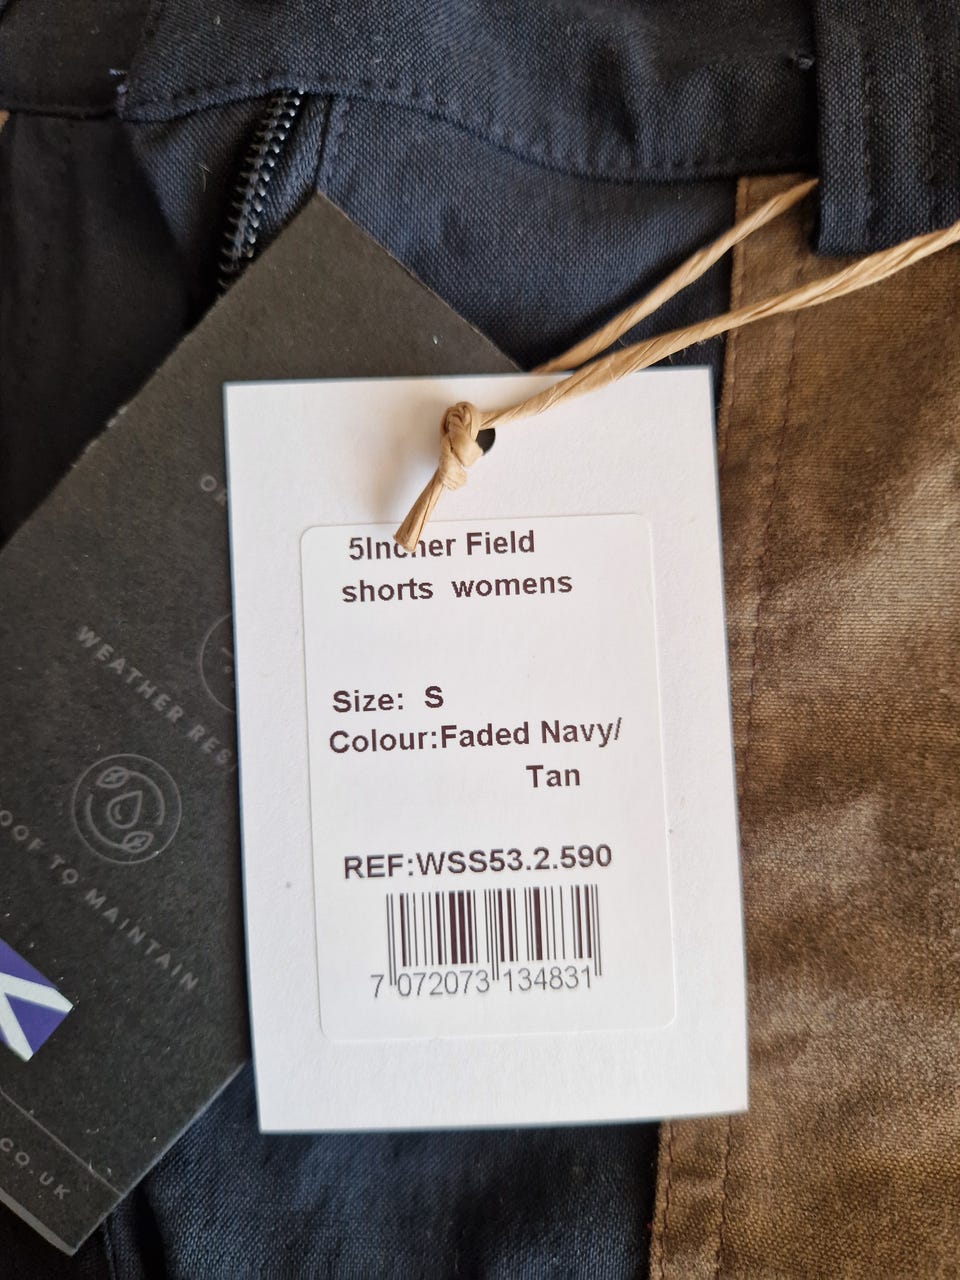 5Incher Field
shorts womens
Size: S
Colour:Faded Navy/
Tan
REF:WSS53.2.590
7 072073 134831
WEATHER RES
OOF TO MAINTAIN
CO.UK